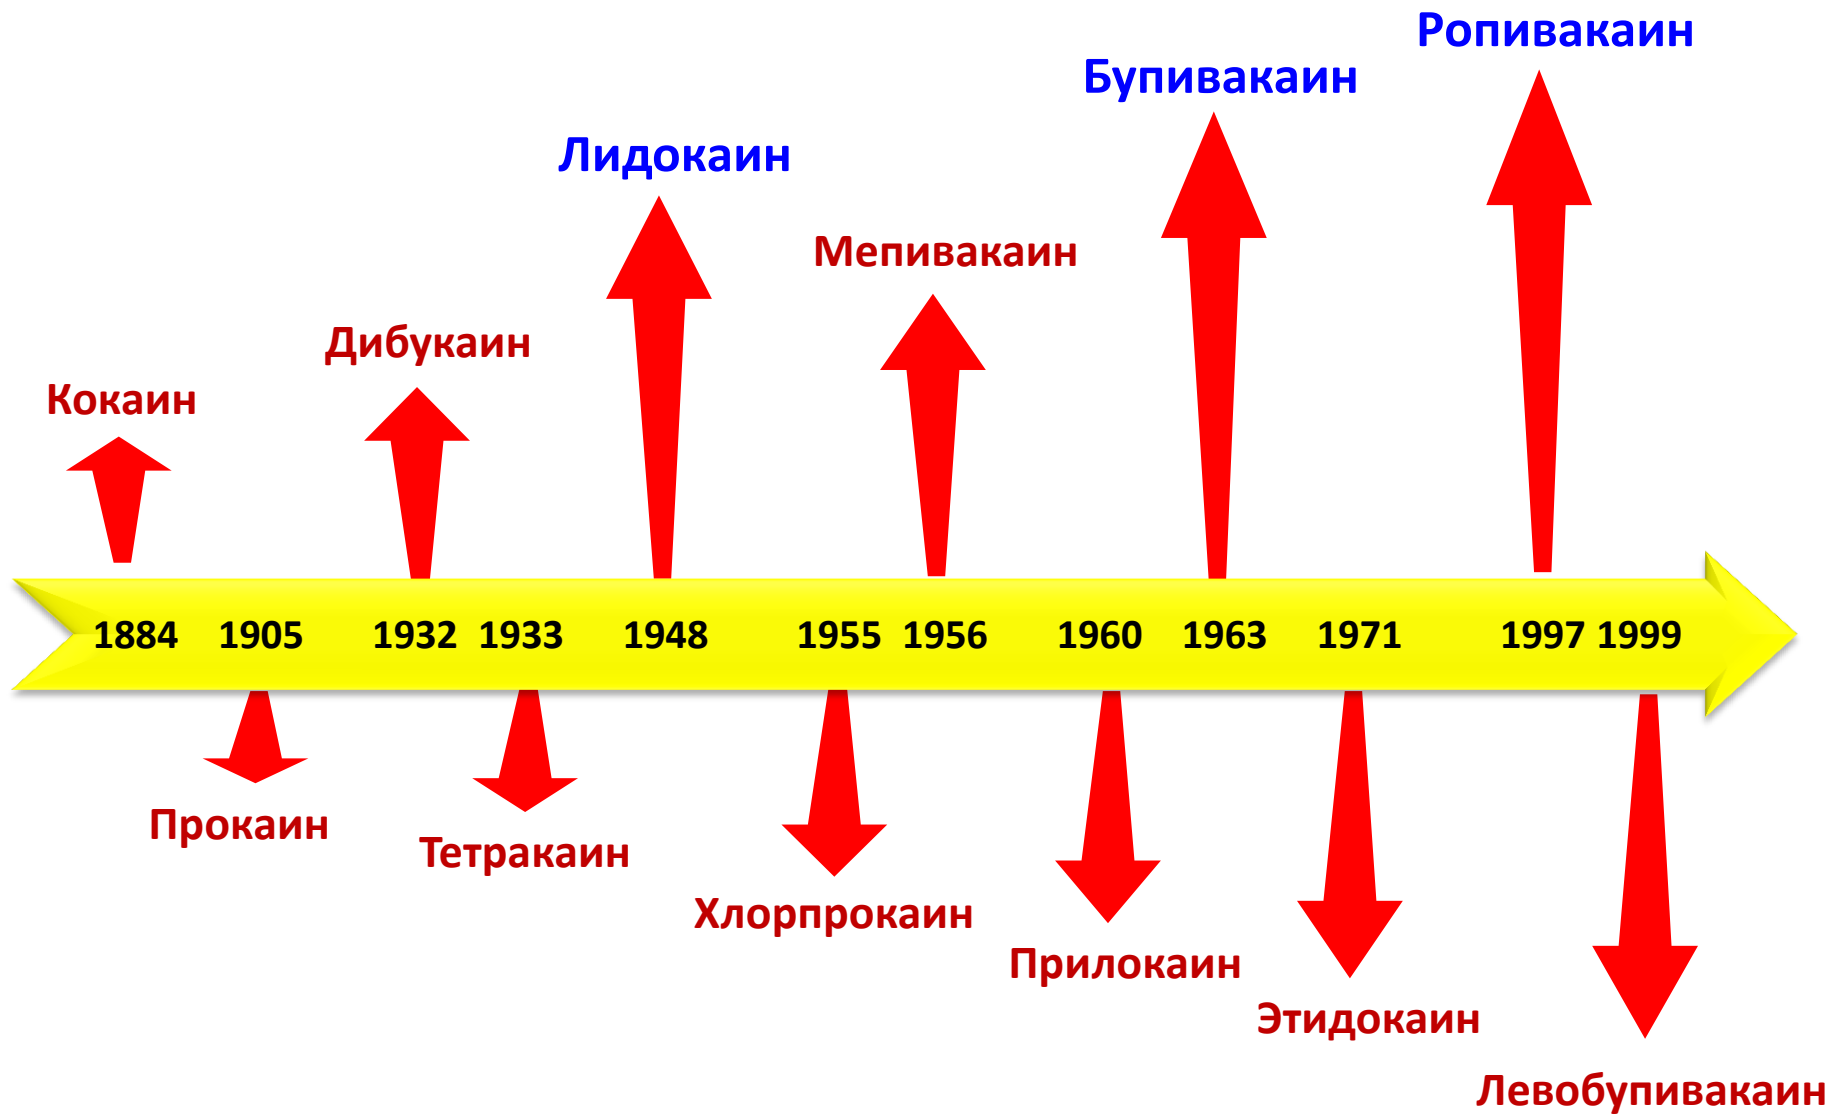 Ропивакаин
Бупивакаин
Лидокаин
Мепивакаин
Дибукаин
Кокаин
1884 1905 1932 1933 1948 1955 1956 1960 1963 1971 1997 1999
Прокаин
Тетракаин
Хлорпрокаин
Прилокаин
Этидокаин
Левобупивакаин